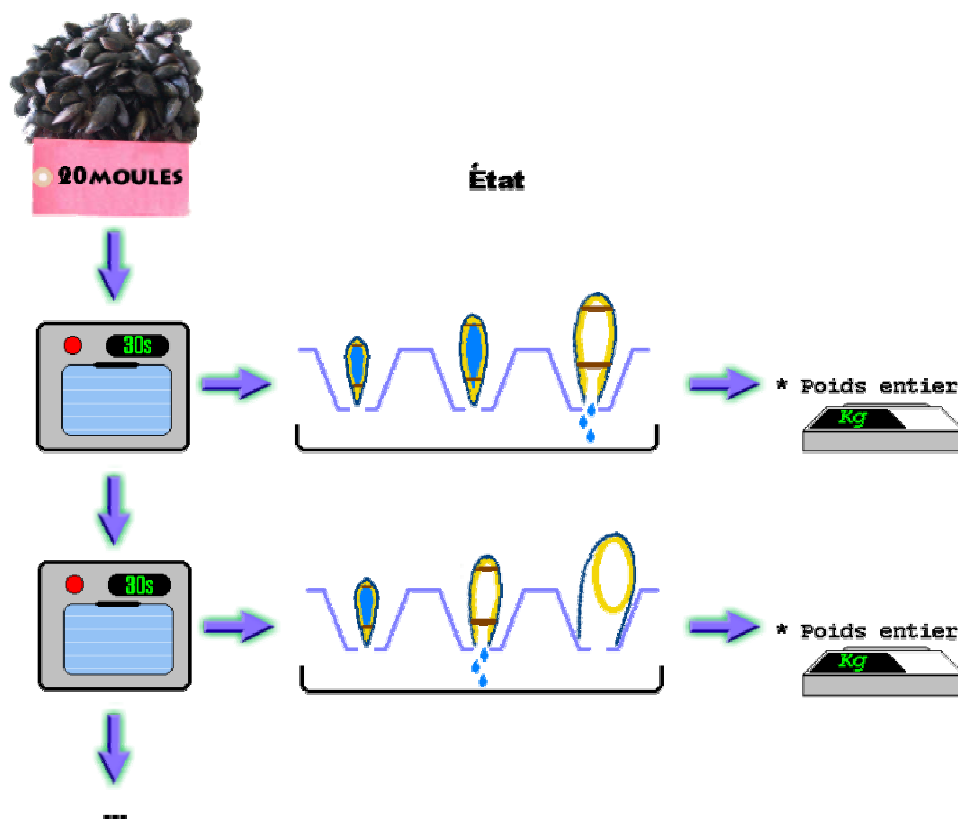 20 MOULES
État
30s
* Poids entier
Kg
30s
* Poids entier
Kg
...